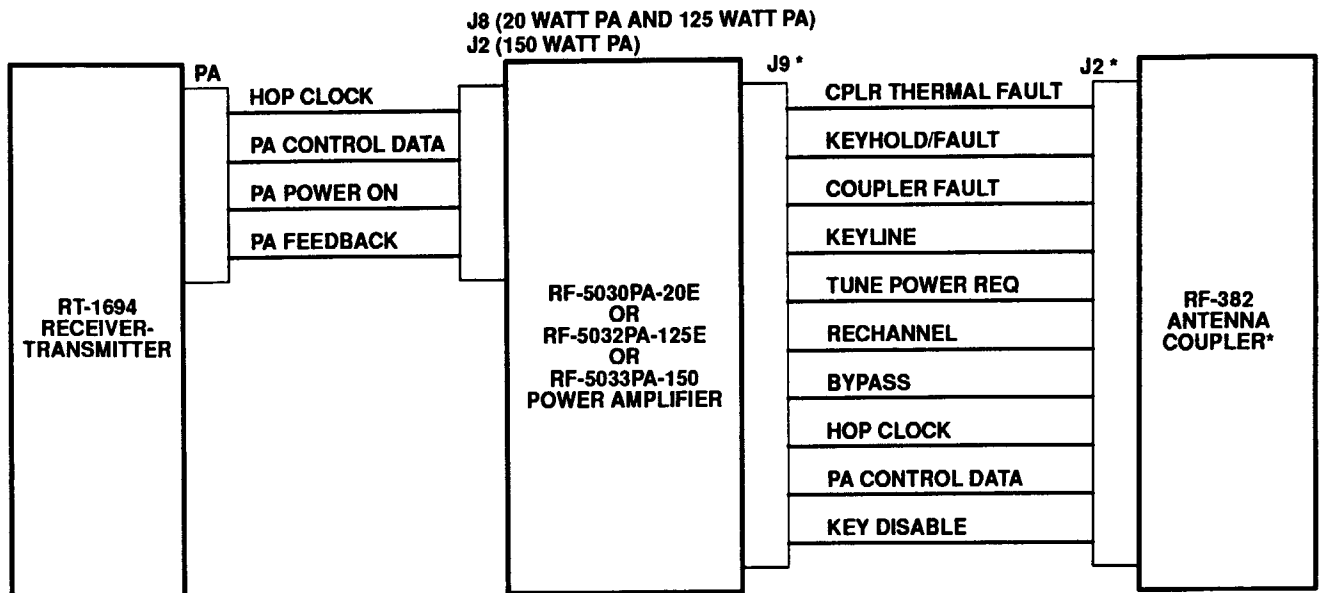 J8 (20 WATT PA AND 125 WATT PA)
J2 (150 WATT PA)
PA
J9 *
J2 *
HOP CLOCK
PA CONTROL DATA
PA POWER ON
PA FEEDBACK
RT-1694
RECEIVER-
TRANSMITTER
RF-5030PA-20E
OR
RF-5032PA-125E
OR
RF-5033PA-150
POWER AMPLIFIER
CPLR THERMAL FAULT
KEYHOLD/FAULT
COUPLER FAULT
KEYLINE
TUNE POWER REQ
RECHANNEL
BYPASS
HOP CLOCK
PA CONTROL DATA
KEY DISABLE
RF-382
ANTENNA
COUPLER*